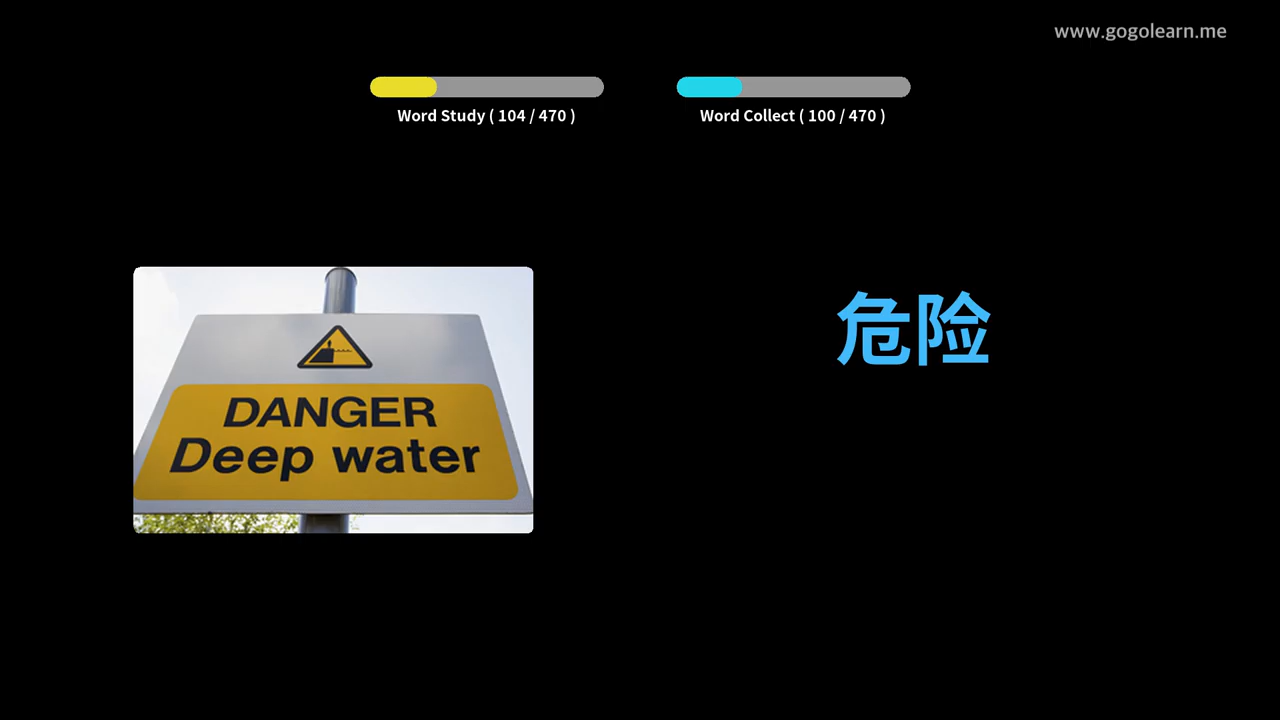 www.gogolearn.me
Word Study ( 104 / 470 )
Word Collect ( 100 / 470 )
DANGER
Deep water
危险